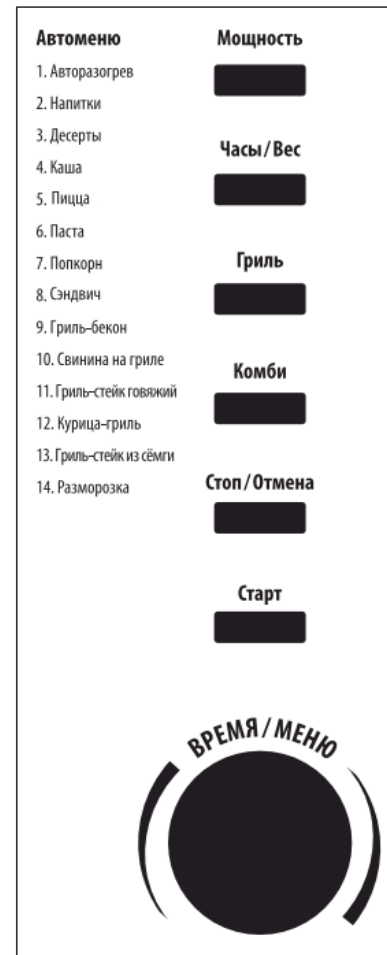 Автоменю
1. Авторазогрев
2. Напитки
3. Десерты
4. Каша
5. Пицца
6. Паста
7. Попкорн
8. Сэндвич
9. Гриль-бекон
10. Свинина на гриле
11. Гриль-стейк говяжий
12. Курица-гриль
13. Гриль-стейк из сёмги
14. Разморозка
Мощность
Часы/Вес
Гриль
Комби
Стоп/Отмена
Старт
ВРЕМЯ/МЕНЮ